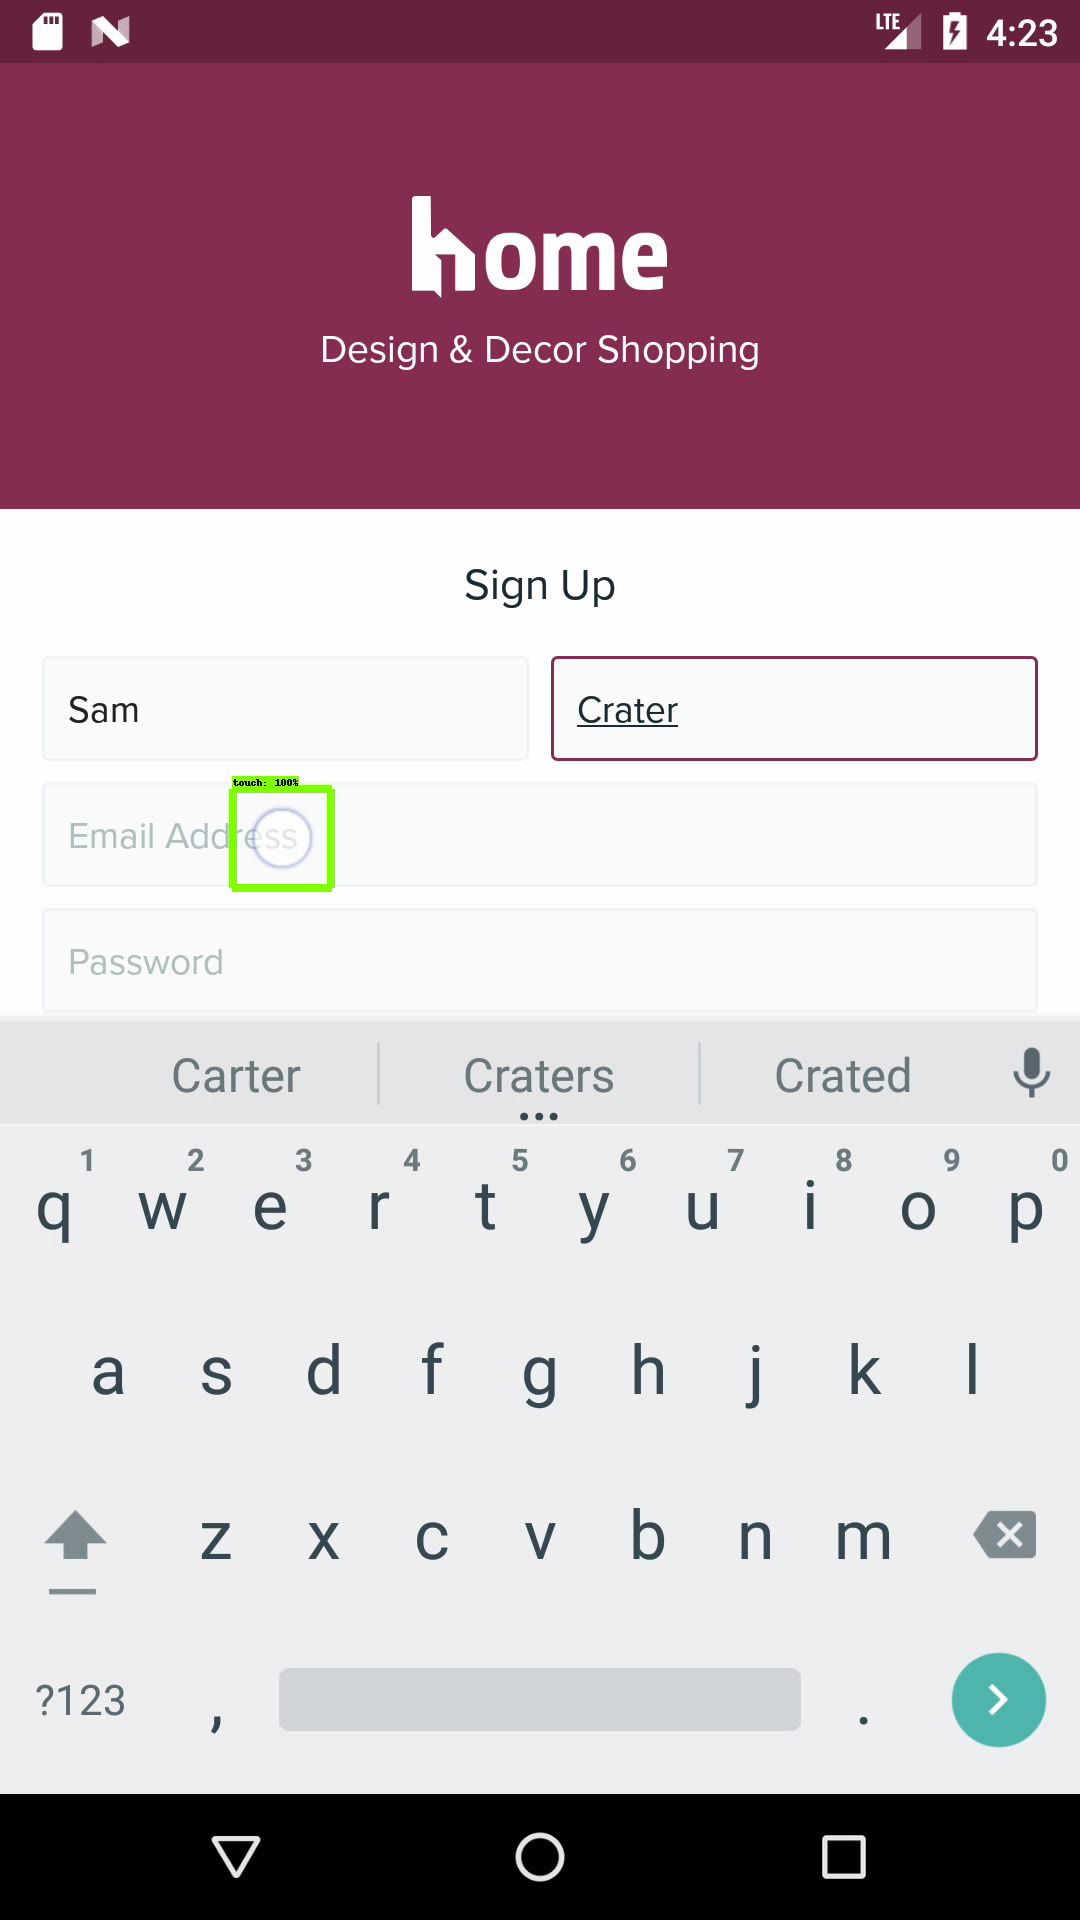 LTE 4:23
home
Design & Decor Shopping
Sign Up
Sam Crater
touch: 100%
Email Address
Password
Carter Craters Crated
1 2 3 4 5 6 7 8 9 0
q w e r t y u i o p
a s d f g h j k l
z x c v b n m
?123 , .